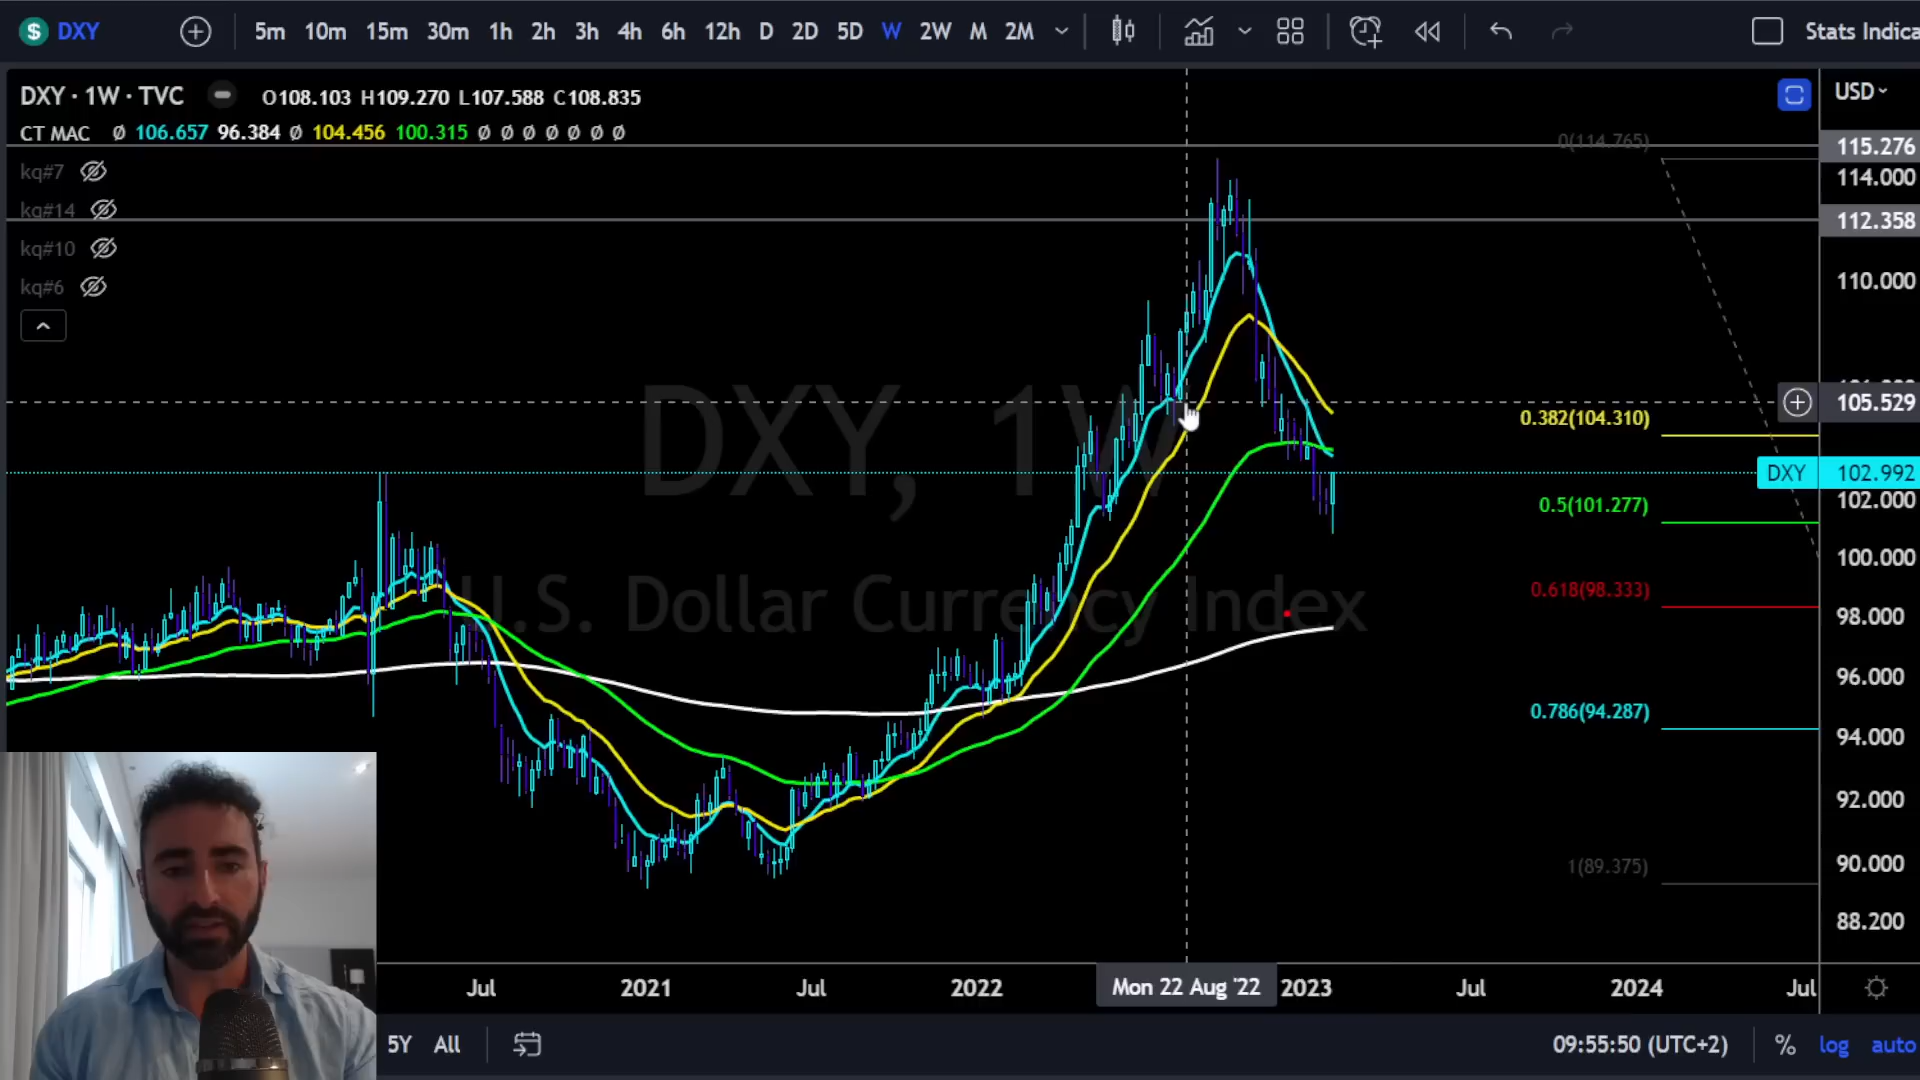 $ DXY 5m 10m 15m 30m 1h 2h 3h 4h 6h 12h D 2D 5D W 2W M 2M
DXY · 1W · TVC O108.103 H109.270 L107.588 C108.835
CT MAC Ø 106.657 96.384 Ø 104.456 100.315 Ø Ø Ø Ø Ø Ø Ø
kq#7
kq#14
kq#10
kq#6
USD
0(114.765)
115.276
114.000
112.358
110.000
105.529
0.382(104.310)
DXY 102.992
102.000
0.5(101.277)
100.000
0.618(98.333)
98.000
96.000
0.786(94.287)
94.000
92.000
1(89.375)
90.000
88.200
DXY, 1W
U.S. Dollar Currency Index
Jul 2021 Jul 2022 Mon 22 Aug '22 2023 Jul 2024 Jul
5Y All 09:55:50 (UTC+2) % log auto